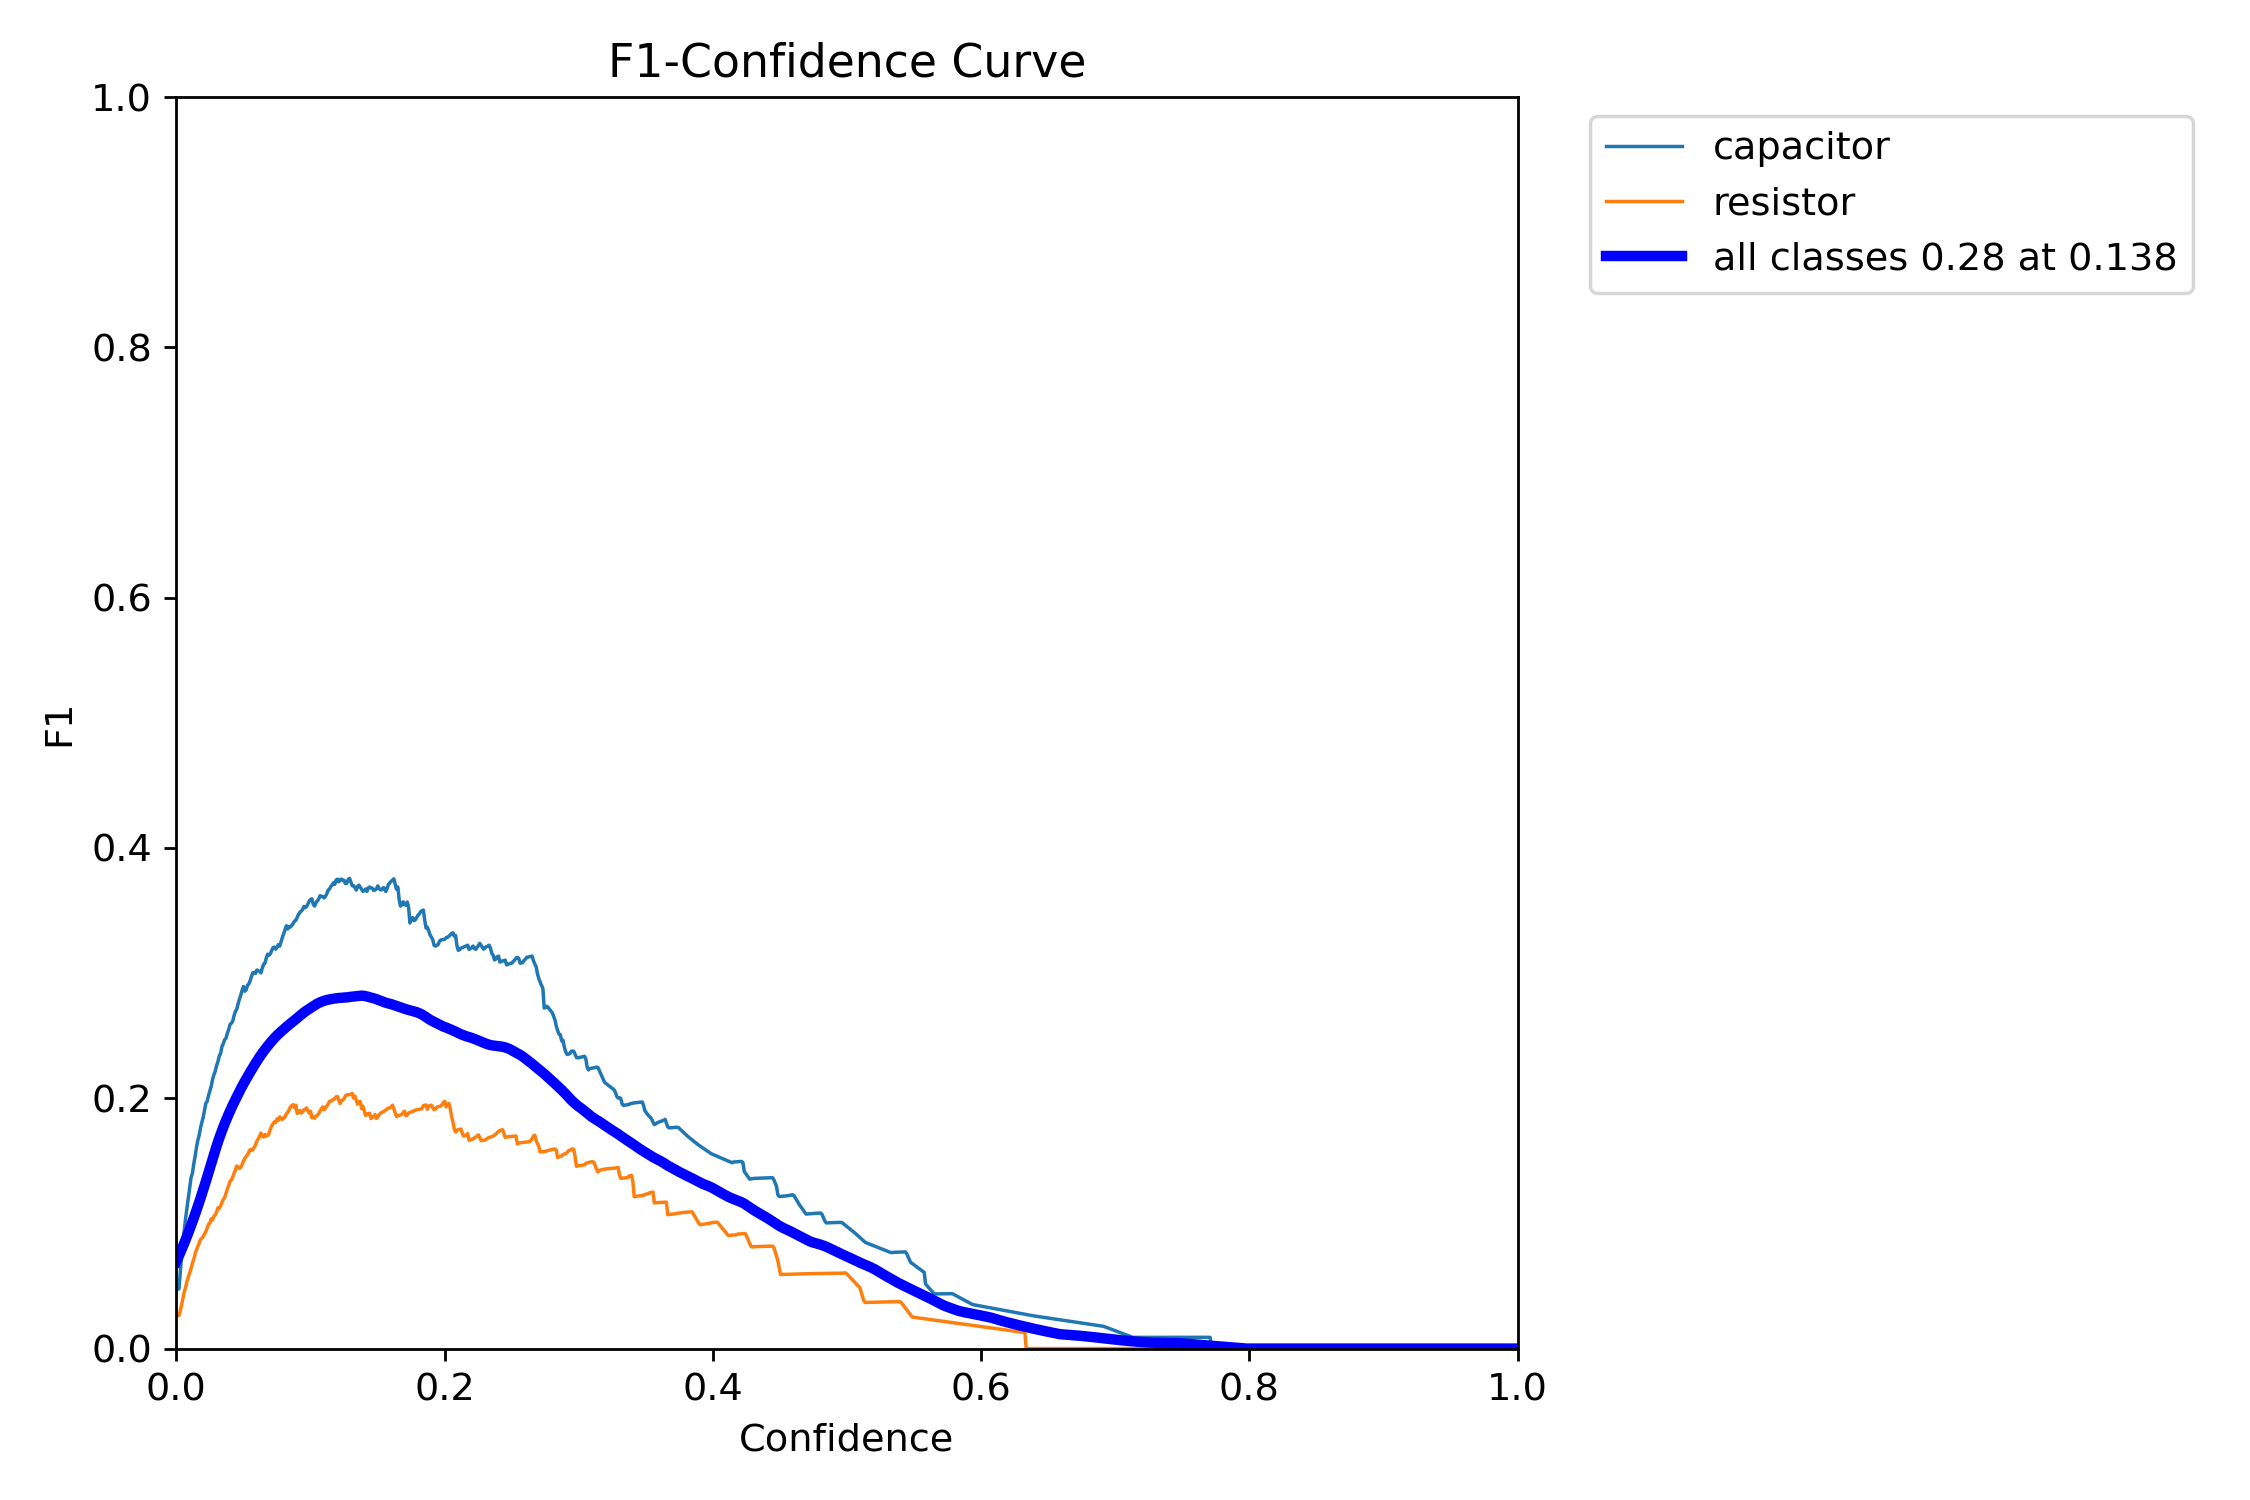 F1-Confidence Curve
1.0
0.8
0.6
0.4
0.2
0.0
F1
0.0 0.2 0.4 0.6 0.8 1.0
Confidence
capacitor
resistor
all classes 0.28 at 0.138